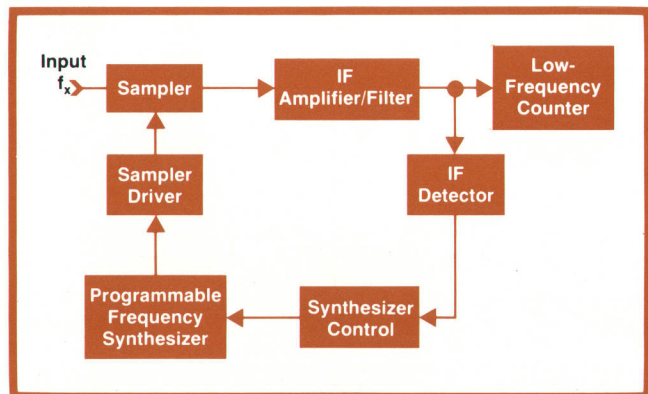 Input
fx
Sampler
IF
Amplifier/Filter
Low-
Frequency
Counter
Sampler
Driver
IF
Detector
Programmable
Frequency
Synthesizer
Synthesizer
Control